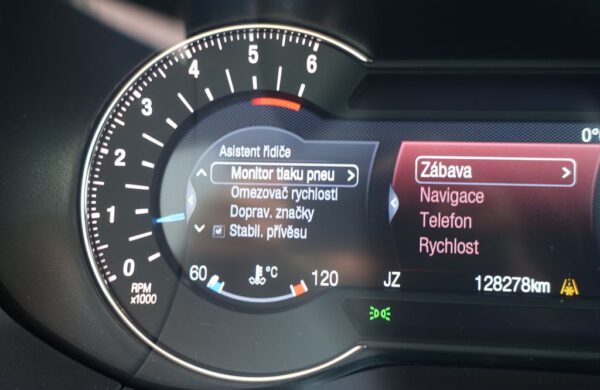 6
5
4
3
2
1
0
RPM
x1000
Asistent řidiče
Monitor tlaku pneu
Omezovač rychlosti
Doprav. značky
Stabil. přívěsu
60 °C 120
0°
Zábava
Navigace
Telefon
Rychlost
JZ 128278km